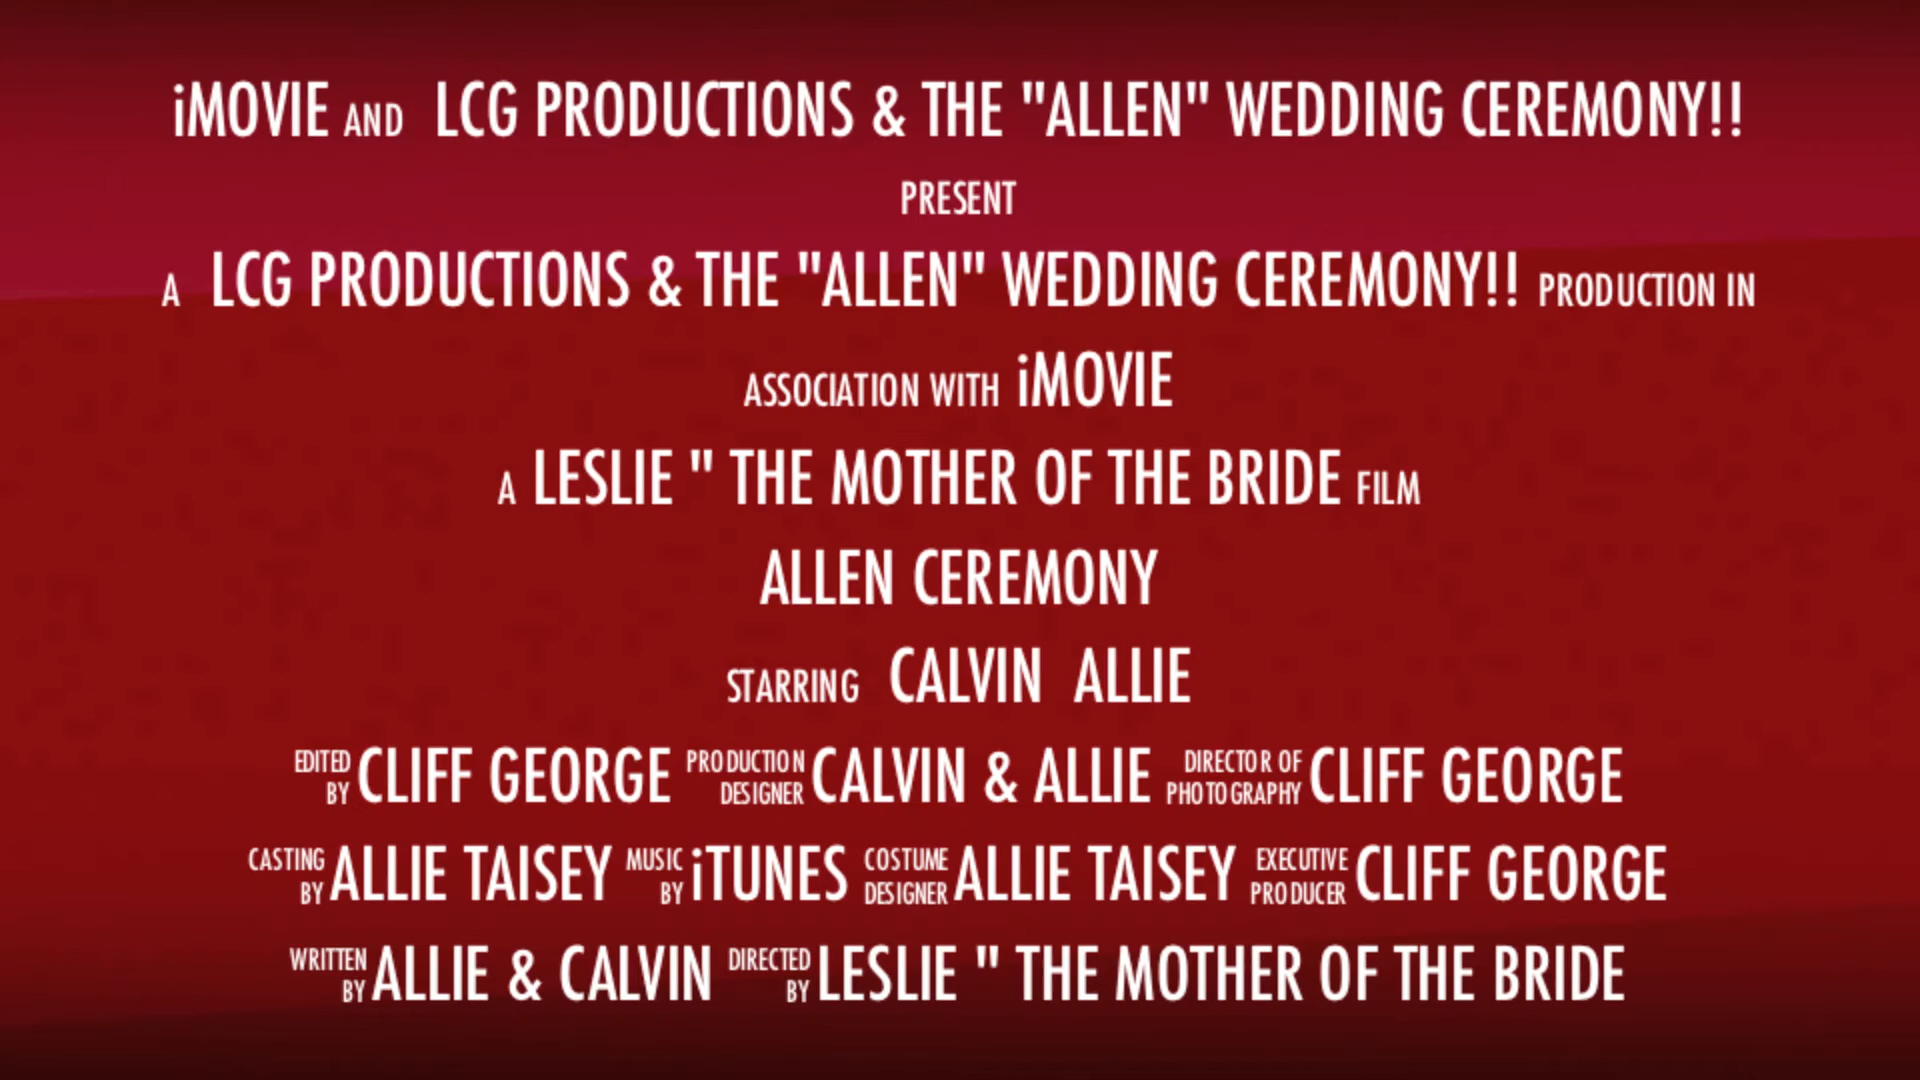 iMOVIE AND LCG PRODUCTIONS & THE "ALLEN" WEDDING CEREMONY!!
PRESENT
A LCG PRODUCTIONS & THE "ALLEN" WEDDING CEREMONY!! PRODUCTION IN
ASSOCIATION WITH iMOVIE
A LESLIE " THE MOTHER OF THE BRIDE FILM
ALLEN CEREMONY
STARRING CALVIN ALLIE
EDITED BY CLIFF GEORGE PRODUCTION DESIGNER CALVIN & ALLIE DIRECTOR OF PHOTOGRAPHY CLIFF GEORGE
CASTING BY ALLIE TAISEY MUSIC BY iTUNES COSTUME DESIGNER ALLIE TAISEY EXECUTIVE PRODUCER CLIFF GEORGE
WRITTEN BY ALLIE & CALVIN DIRECTED BY LESLIE " THE MOTHER OF THE BRIDE